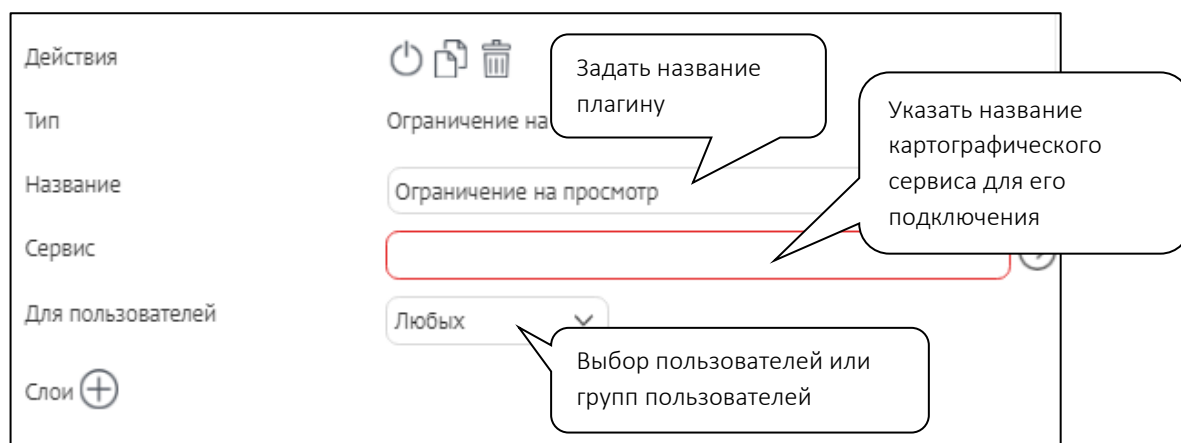 Действия
Задать название
плагину
Тип
Ограничение на
Указать название
картографического
сервиса для его
подключения
Название
Ограничение на просмотр
Сервис
Для пользователей
Любых
Выбор пользователей или
групп пользователей
Слои